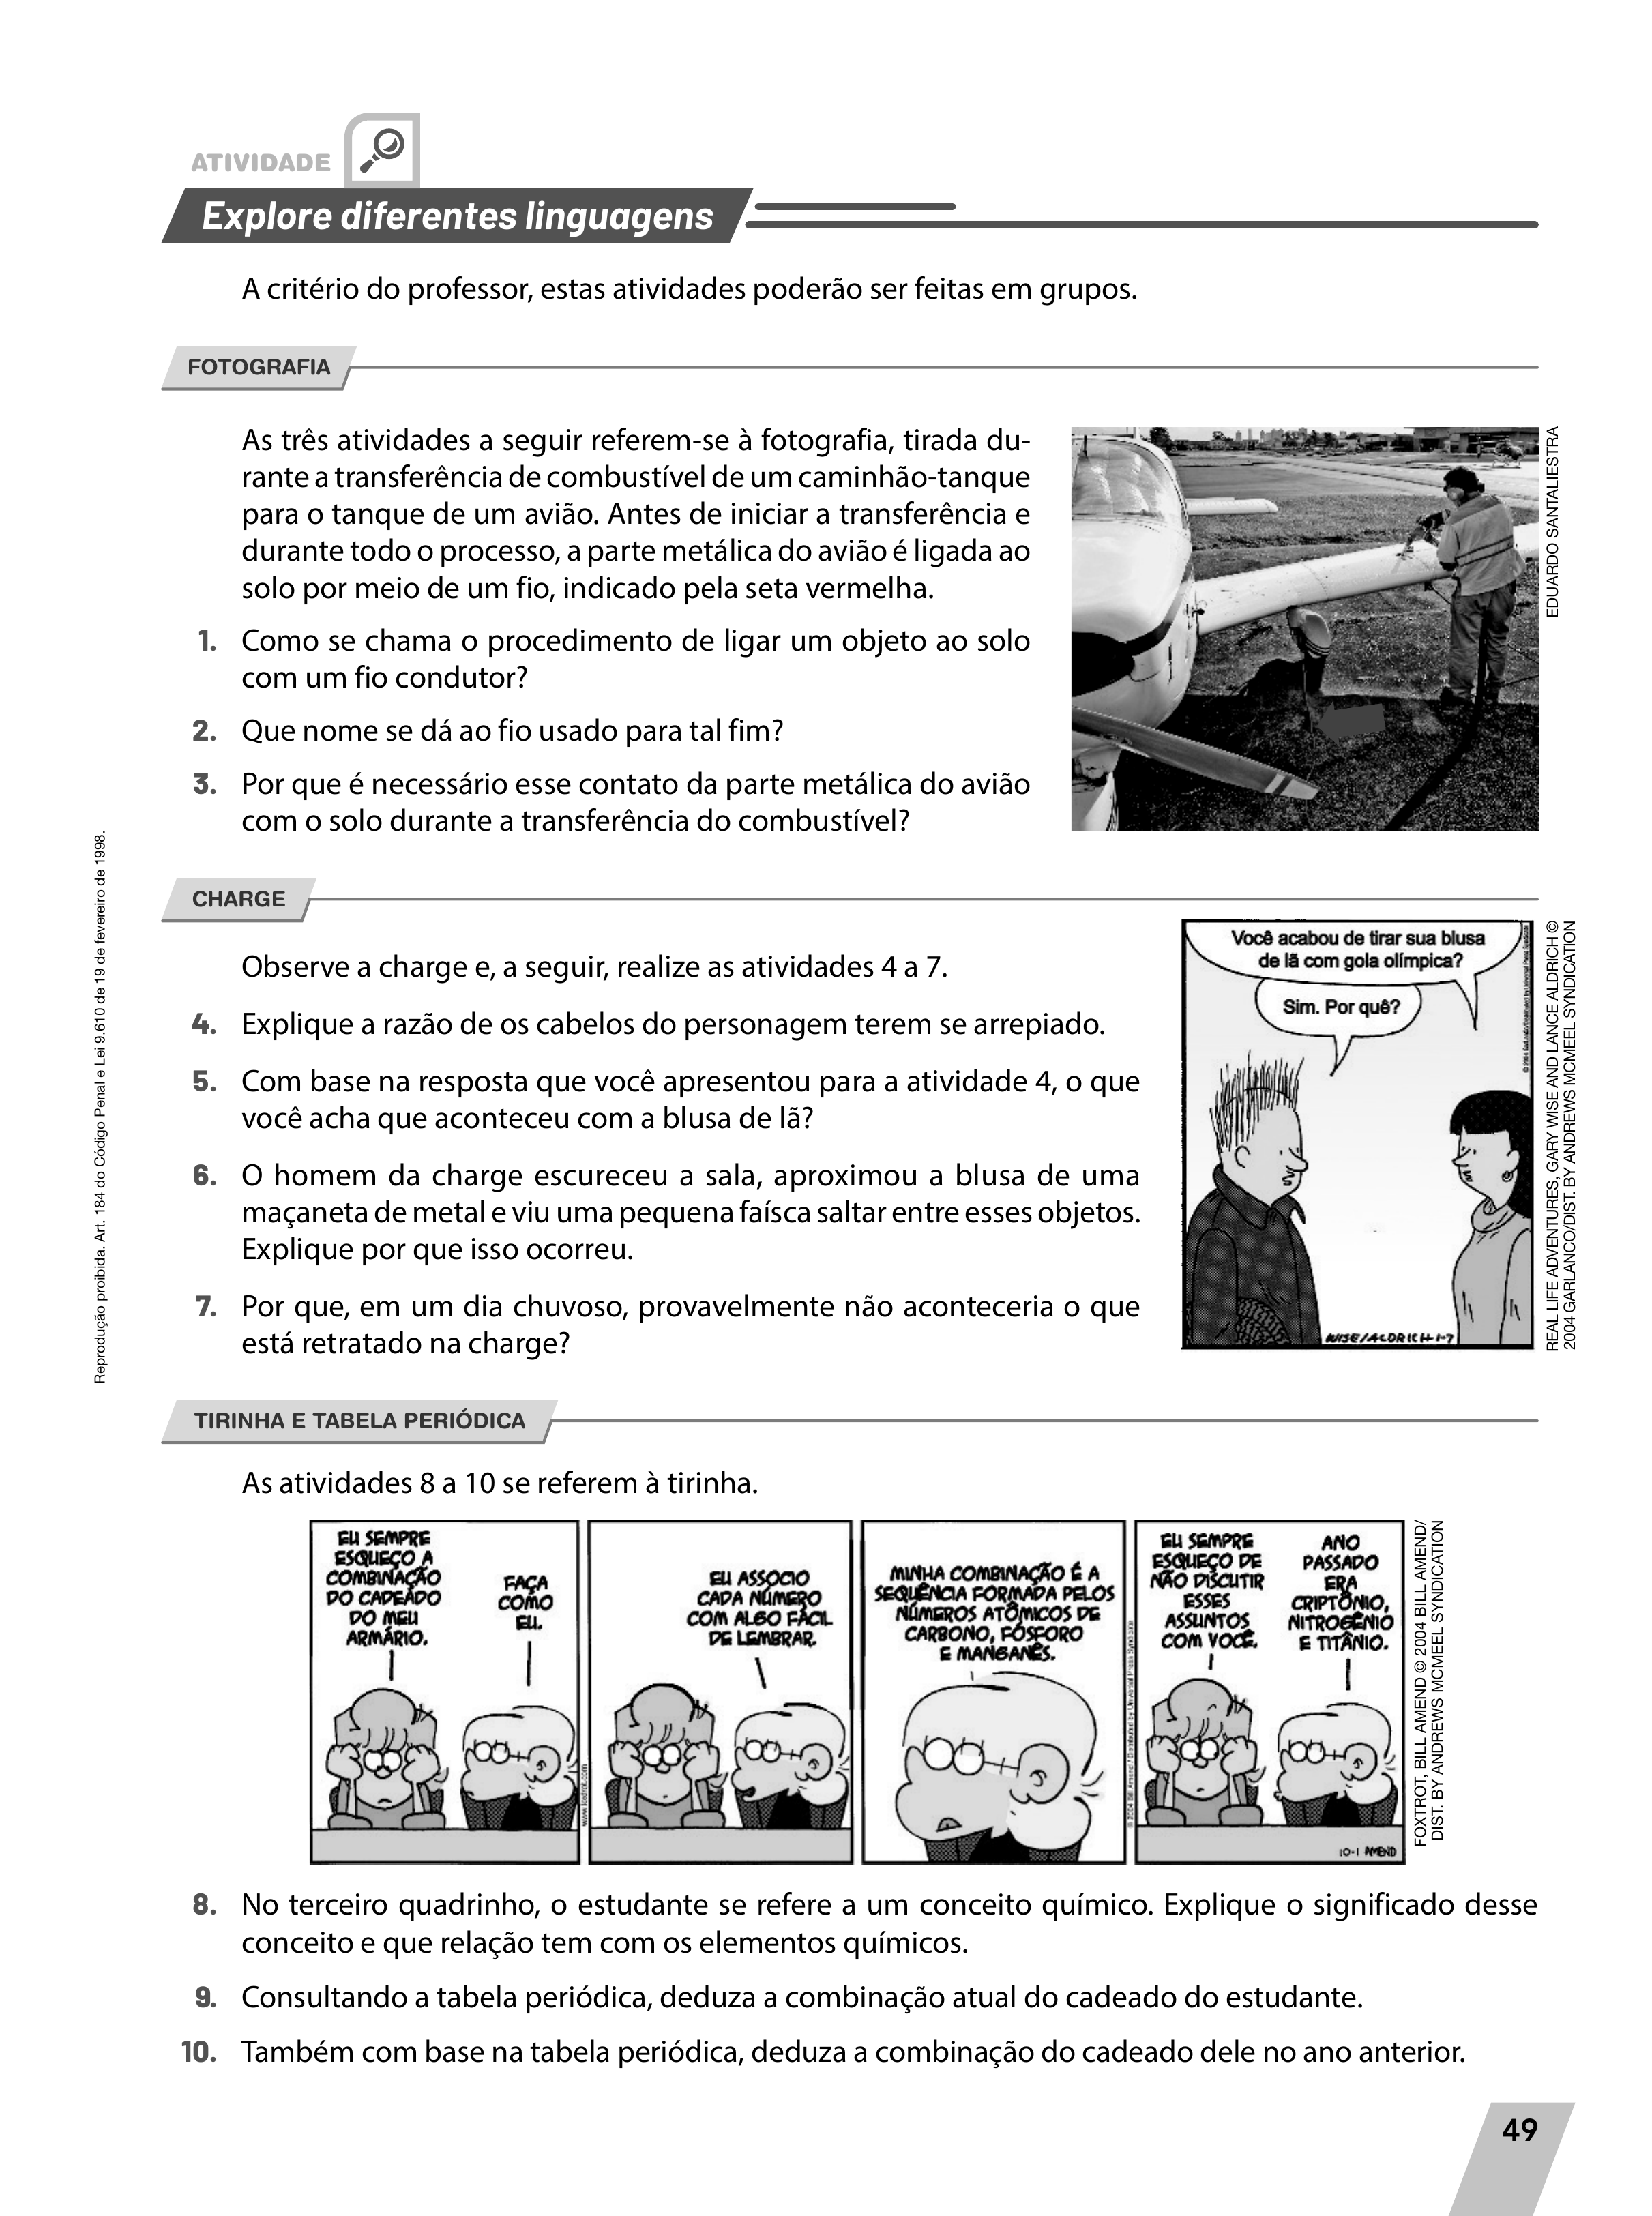 ATIVIDADE
Explore diferentes linguagens
A critério do professor, estas atividades poderão ser feitas em grupos.
FOTOGRAFIA
As três atividades a seguir referem-se à fotografia, tirada du-
rante a transferência de combustível de um caminhão-tanque
para o tanque de um avião. Antes de iniciar a transferência e
durante todo o processo, a parte metálica do avião é ligada ao
solo por meio de um fio, indicado pela seta vermelha.
1. Como se chama o procedimento de ligar um objeto ao solo
com um fio condutor?
2. Que nome se dá ao fio usado para tal fim?
3. Por que é necessário esse contato da parte metálica do avião
com o solo durante a transferência do combustível?
EDUARDO SANTALIESTRA
CHARGE
Observe a charge e, a seguir, realize as atividades 4 a 7.
4. Explique a razão de os cabelos do personagem terem se arrepiado.
5. Com base na resposta que você apresentou para a atividade 4, o que
você acha que aconteceu com a blusa de lã?
6. O homem da charge escureceu a sala, aproximou a blusa de uma
maçaneta de metal e viu uma pequena faísca saltar entre esses objetos.
Explique por que isso ocorreu.
7. Por que, em um dia chuvoso, provavelmente não aconteceria o que
está retratado na charge?
Você acabou de tirar sua blusa
de lã com gola olímpica?
Sim. Por quê?
WISE/ALDRICH 1-7
REAL LIFE ADVENTURES, GARY WISE AND LANCE ALDRICH ©
2004 GARLANCO/DIST. BY ANDREWS MCMEEL SYNDICATION
Reprodução proibida. Art. 184 do Código Penal e Lei 9.610 de 19 de fevereiro de 1998.
TIRINHA E TABELA PERIÓDICA
As atividades 8 a 10 se referem à tirinha.
EU SEMPRE
ESQUEÇO A
COMBINAÇÃO
DO CADEADO
DO MEU
ARMÁRIO.
FAÇA
COMO
EU.
www.foxtrot.com
EU ASSOCIO
CADA NÚMERO
COM ALGO FÁCIL
DE LEMBRAR.
MINHA COMBINAÇÃO É A
SEQUÊNCIA FORMADA PELOS
NÚMEROS ATÔMICOS DE
CARBONO, FÓSFORO
E MANGANÊS.
© 2004 Bill Amend / Distributed by Universal Press Syndicate
EU SEMPRE
ESQUEÇO DE
NÃO DISCUTIR
ESSES
ASSUNTOS
COM VOCÊ.
ANO
PASSADO
ERA
CRIPTÔNIO,
NITROGÊNIO
E TITÂNIO.
10-1 AMEND
FOXTROT, BILL AMEND © 2004 BILL AMEND/
DIST. BY ANDREWS MCMEEL SYNDICATION
8. No terceiro quadrinho, o estudante se refere a um conceito químico. Explique o significado desse
conceito e que relação tem com os elementos químicos.
9. Consultando a tabela periódica, deduza a combinação atual do cadeado do estudante.
10. Também com base na tabela periódica, deduza a combinação do cadeado dele no ano anterior.
49